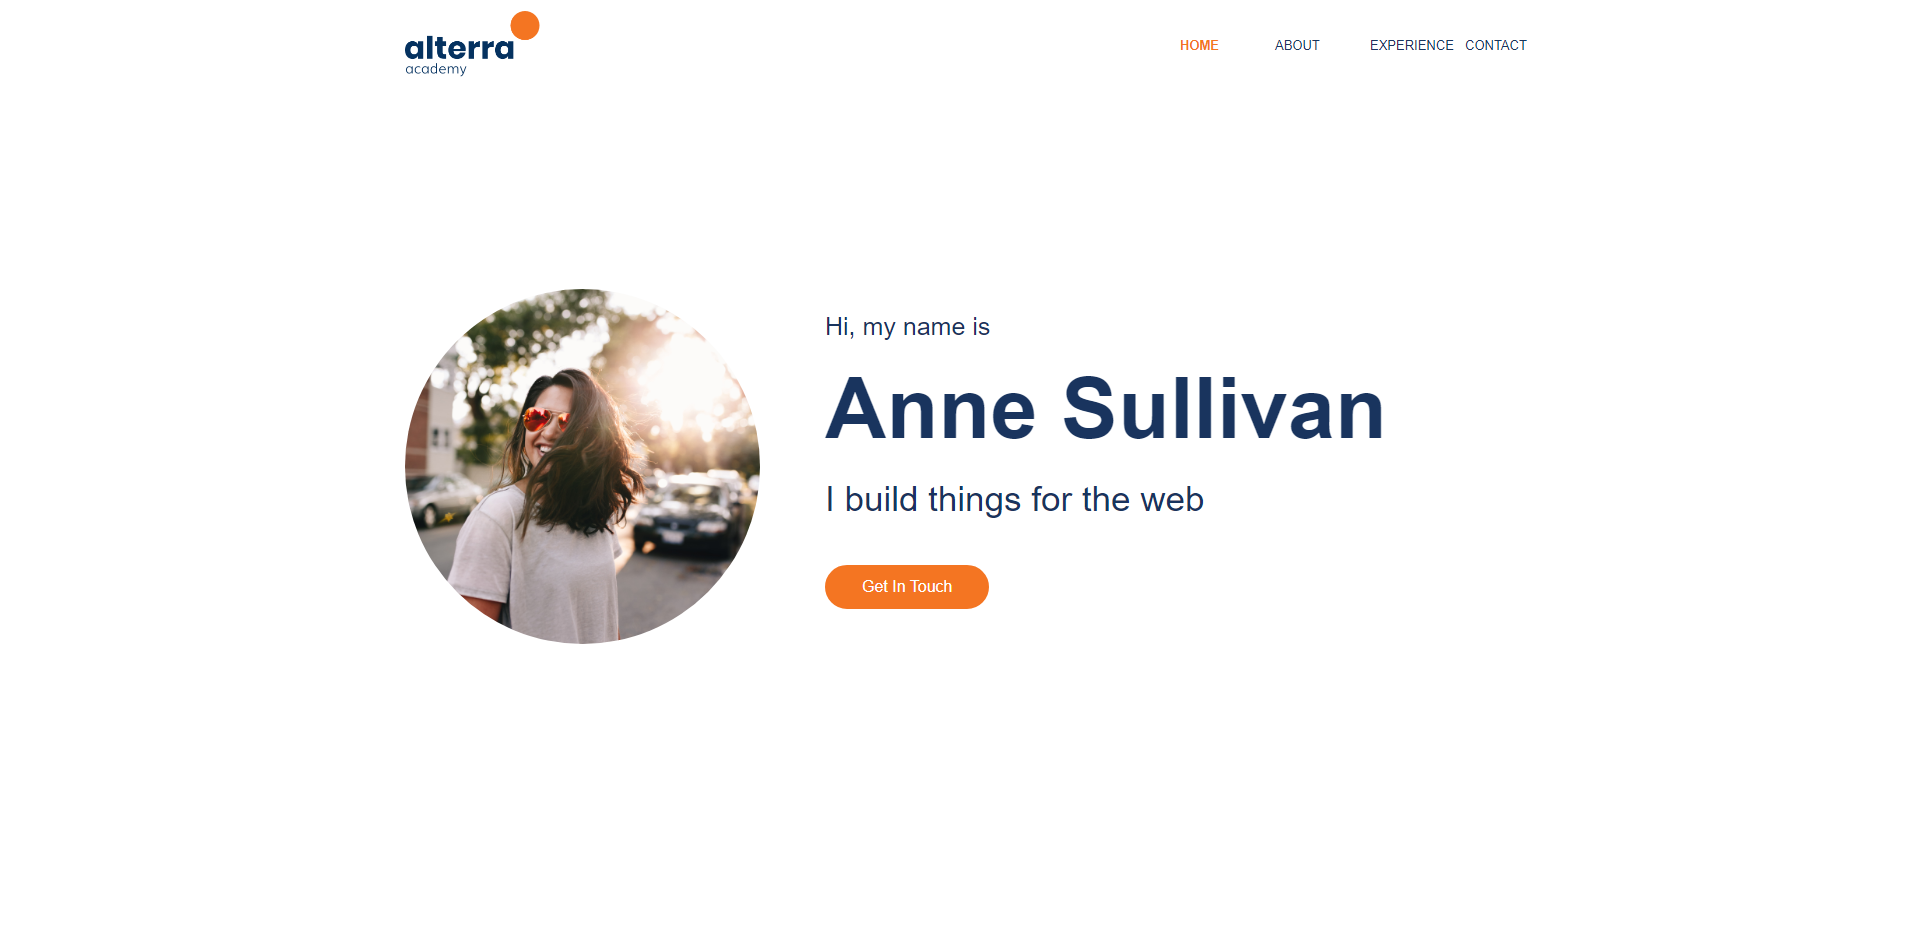 alterra
academy
HOME ABOUT EXPERIENCE CONTACT
Hi, my name is
Anne Sullivan
I build things for the web
Get In Touch